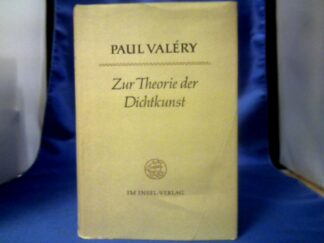 PAUL VALÉRY
Zur Theorie der
Dichtkunst
IM INSEL-VERLAG